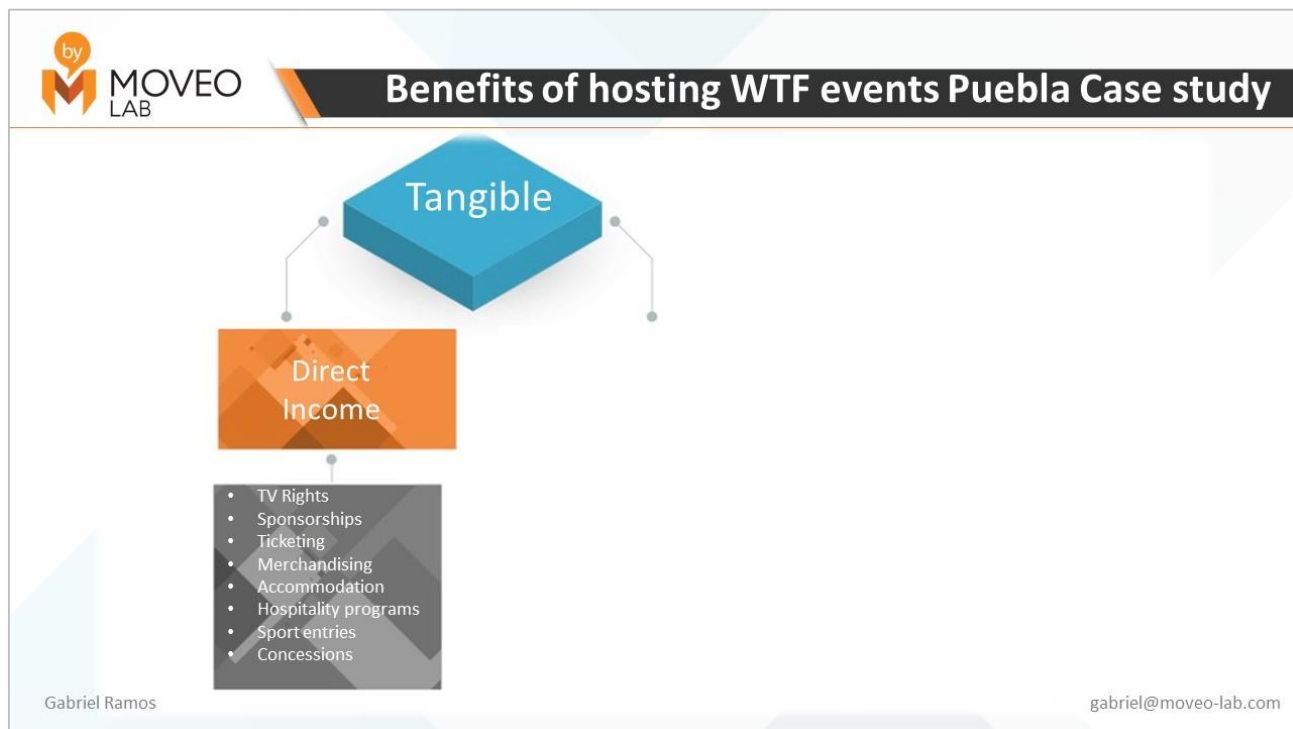 by
MOVEO
LAB
Benefits of hosting WTF events Puebla Case study
Tangible
Direct
Income
• TV Rights
• Sponsorships
• Ticketing
• Merchandising
• Accommodation
• Hospitality programs
• Sport entries
• Concessions
Gabriel Ramos
gabriel@moveo-lab.com